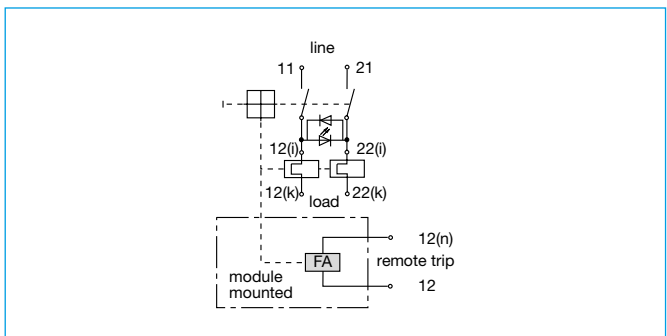 line
11 21
12(i) 22(i)
12(k) load 22(k)
12(n)
FA remote trip
module
mounted
12